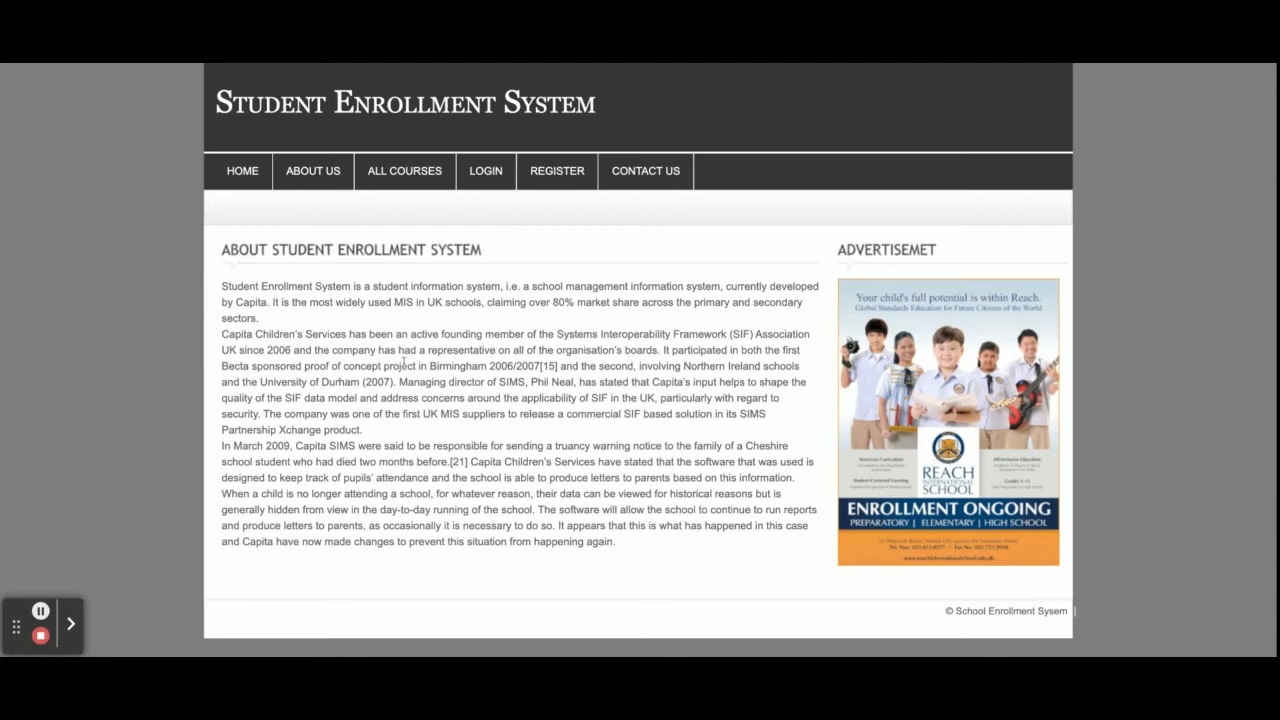 STUDENT ENROLLMENT SYSTEM
HOME ABOUT US ALL COURSES LOGIN REGISTER CONTACT US
ABOUT STUDENT ENROLLMENT SYSTEM
Student Enrollment System is a student information system, i.e. a school management information system, currently developed
by Capita. It is the most widely used MIS in UK schools, claiming over 80% market share across the primary and secondary
sectors.
Capita Children's Services has been an active founding member of the Systems Interoperability Framework (SIF) Association
UK since 2006 and the company has had a representative on all of the organisation's boards. It participated in both the first
Becta sponsored proof of concept project in Birmingham 2006/2007[15] and the second, involving Northern Ireland schools
and the University of Durham (2007). Managing director of SIMS, Phil Neal, has stated that Capita's input helps to shape the
quality of the SIF data model and address concerns around the applicability of SIF in the UK, particularly with regard to
security. The company was one of the first UK MIS suppliers to release a commercial SIF based solution in its SIMS
Partnership Xchange product.
In March 2009, Capita SIMS were said to be responsible for sending a truancy warning notice to the family of a Cheshire
school student who had died two months before.[21] Capita Children's Services have stated that the software that was used is
designed to keep track of pupils' attendance and the school is able to produce letters to parents based on this information.
When a child is no longer attending a school, for whatever reason, their data can be viewed for historical reasons but is
generally hidden from view in the day-to-day running of the school. The software will allow the school to continue to run reports
and produce letters to parents, as occasionally it is necessary to do so. It appears that this is what has happened in this case
and Capita have now made changes to prevent this situation from happening again.
ADVERTISEMET
Your child's full potential is within Reach.
Global Standards Education for Future Citizens of the World
American Curriculum
All-Inclusive Education
Student-Centered Learning
Grades 1-12
REACH
INTERNATIONAL
SCHOOL
ENROLLMENT ONGOING
PREPARATORY | ELEMENTARY | HIGH SCHOOL
www.reachinternationalschool.edu.ph
© School Enrollment Sysem